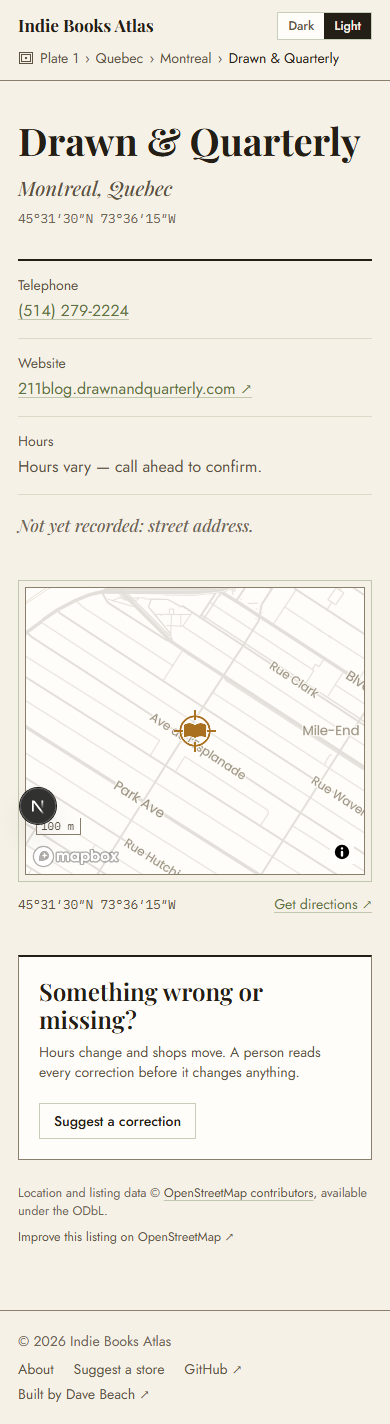 Indie Books Atlas
Dark Light
Plate 1 › Quebec › Montreal › Drawn & Quarterly
Drawn & Quarterly
Montreal, Quebec
45°31′30″N 73°36′15″W
Telephone
(514) 279-2224
Website
211blog.drawnandquarterly.com ↗
Hours
Hours vary — call ahead to confirm.
Not yet recorded: street address.
Rue Clark
Mile-End
Park Ave
N
100 m
mapbox
45°31′30″N 73°36′15″W
Get directions ↗
Something wrong or
missing?
Hours change and shops move. A person reads
every correction before it changes anything.
Suggest a correction
Location and listing data © OpenStreetMap contributors, available
under the ODbL.
Improve this listing on OpenStreetMap ↗
© 2026 Indie Books Atlas
About Suggest a store GitHub ↗
Built by Dave Beach ↗